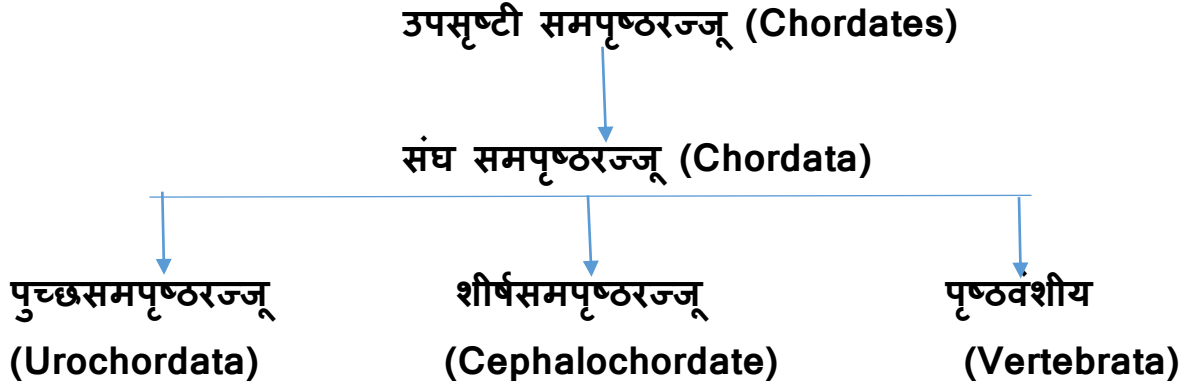 उपसृष्टी समपृष्ठरज्जू (Chordates)
संघ समपृष्ठरज्जू (Chordata)
पुच्छसमपृष्ठरज्जू शीर्षसमपृष्ठरज्जू पृष्ठवंशीय
(Urochordata) (Cephalochordate) (Vertebrata)